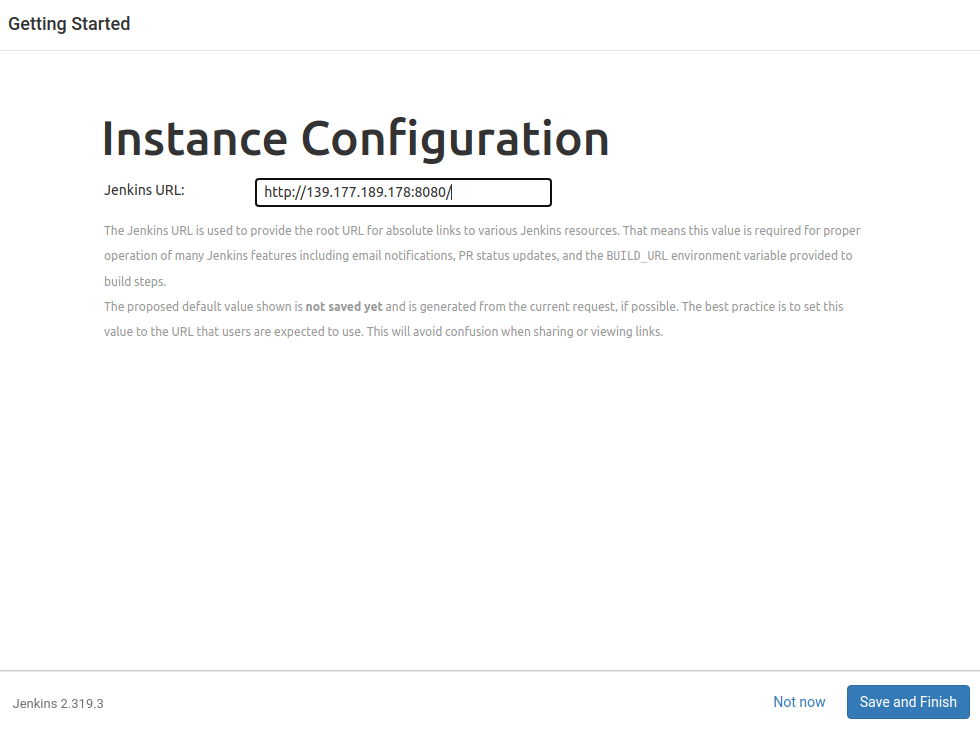 Getting Started
Instance Configuration
Jenkins URL:
http://139.177.189.178:8080/
The Jenkins URL is used to provide the root URL for absolute links to various Jenkins resources. That means this value is required for proper
operation of many Jenkins features including email notifications, PR status updates, and the BUILD_URL environment variable provided to
build steps.
The proposed default value shown is not saved yet and is generated from the current request, if possible. The best practice is to set this
value to the URL that users are expected to use. This will avoid confusion when sharing or viewing links.
Jenkins 2.319.3
Not now
Save and Finish